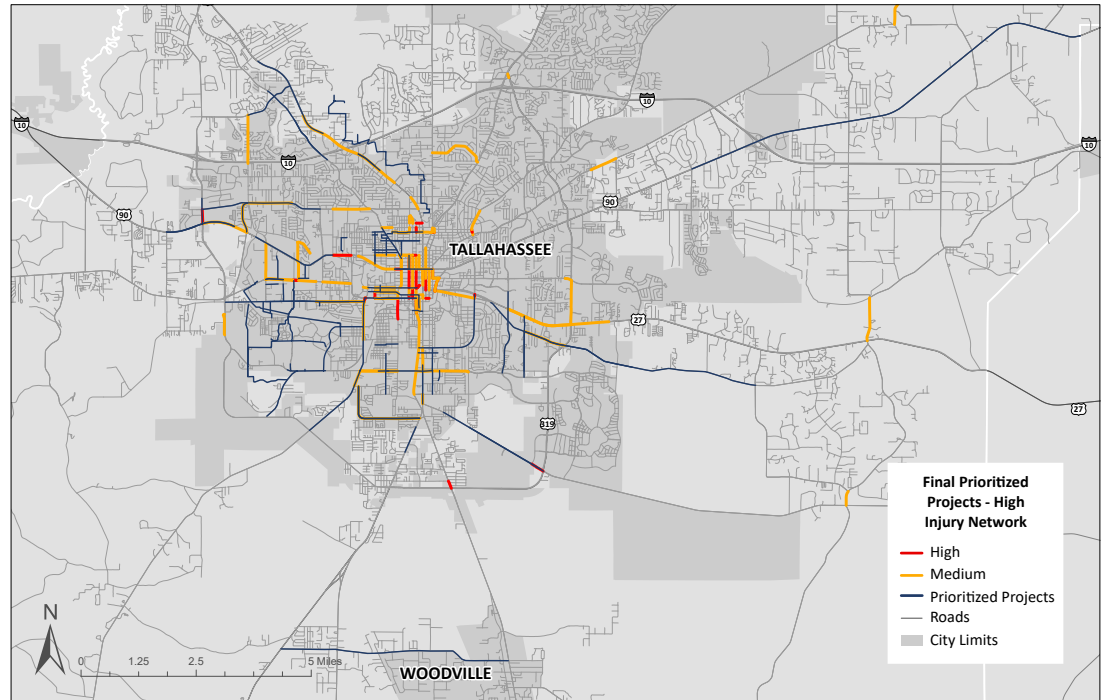 10
10
10
10
90
90
TALLAHASSEE
27
27
319
Final Prioritized
Projects - High
Injury Network
High
Medium
Prioritized Projects
Roads
City Limits
N
0 1.25 2.5 5 Miles
WOODVILLE